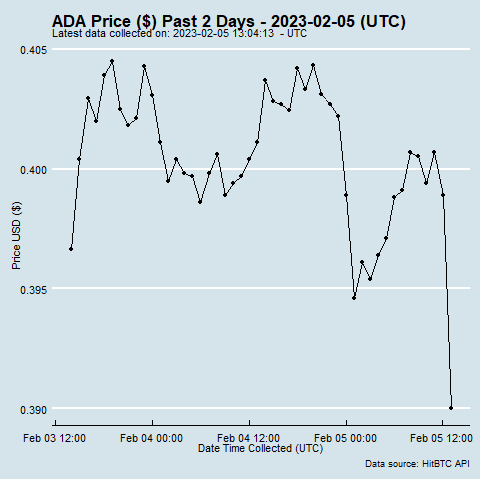 ADA Price ($) Past 2 Days - 2023-02-05 (UTC)
Latest data collected on: 2023-02-05 13:04:13 - UTC
0.405
0.400
0.395
0.390
Price USD ($)
Feb 03 12:00 Feb 04 00:00 Feb 04 12:00 Feb 05 00:00 Feb 05 12:00
Date Time Collected (UTC)
Data source: HitBTC API